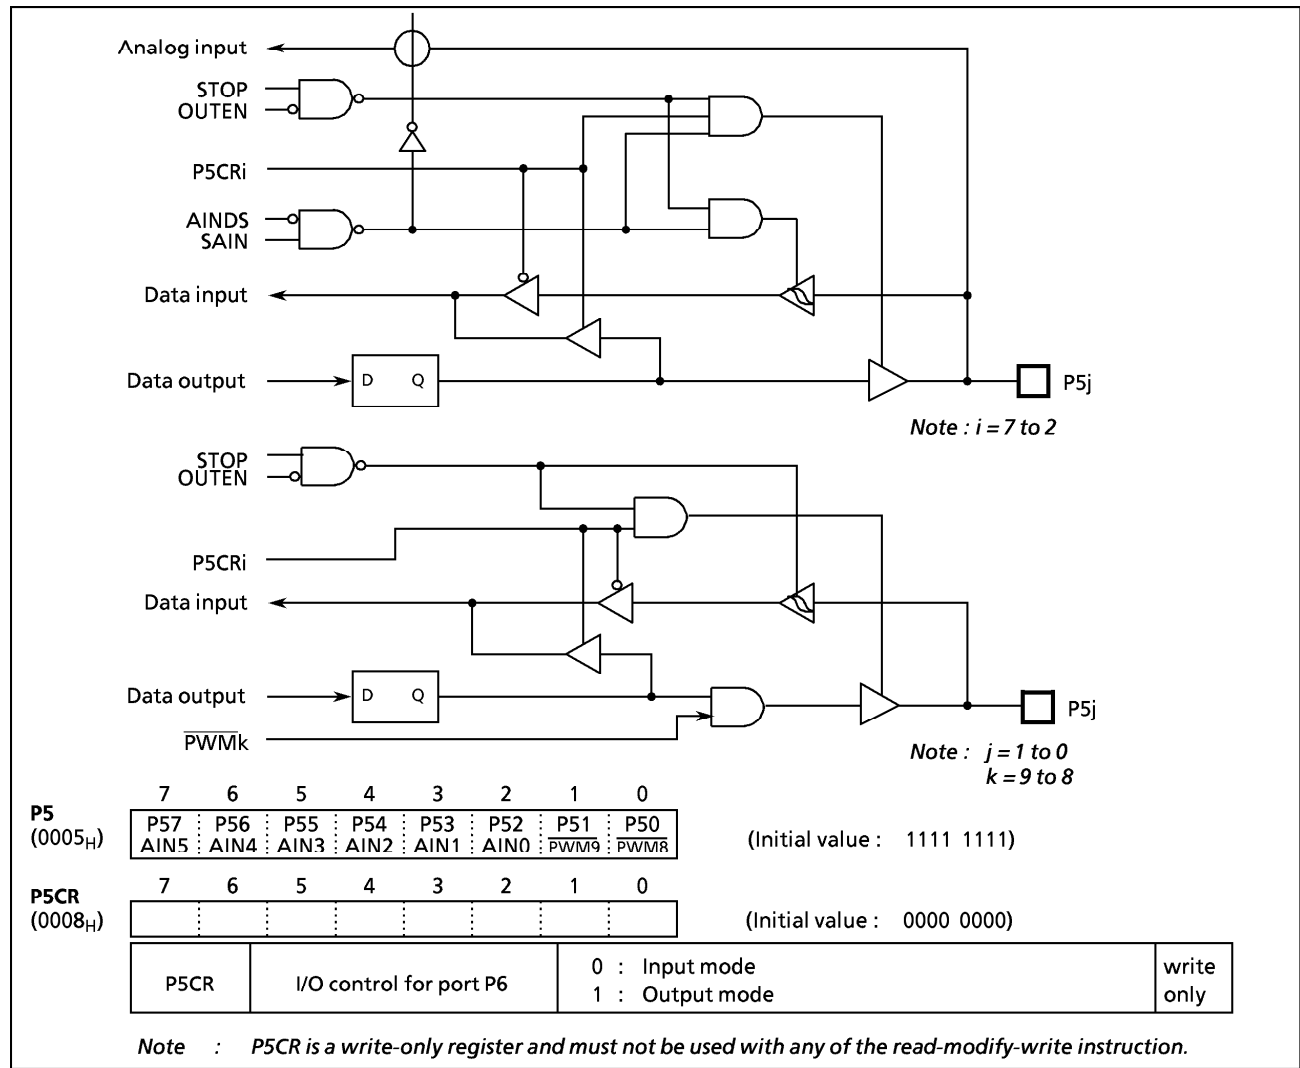 Analog input
STOP
OUTEN
P5CRi
AINDS
SAIN
Data input
Data output
D Q
P5j
Note : i = 7 to 2
STOP
OUTEN
P5CRi
Data input
Data output
D Q
P̅W̅M̅k
P5j
Note : j = 1 to 0
k = 9 to 8
7 6 5 4 3 2 1 0
P5
(0005H)
P57 P56 P55 P54 P53 P52 P51 P50
AIN5 AIN4 AIN3 AIN2 AIN1 AIN0 P̅W̅M̅9̅ P̅W̅M̅8̅
(Initial value : 1111 1111)
7 6 5 4 3 2 1 0
P5CR
(0008H)
(Initial value : 0000 0000)
P5CR
I/O control for port P6
0 : Input mode
1 : Output mode
write
only
Note : P5CR is a write-only register and must not be used with any of the read-modify-write instruction.